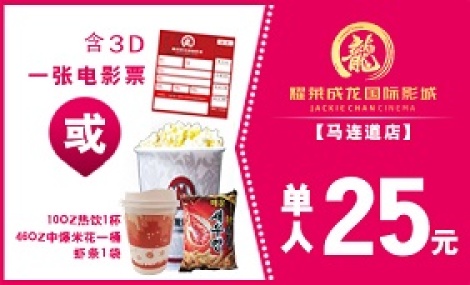 含3D
一张电影票
或
10OZ热饮1杯
46OZ中爆米花一桶
虾条1袋
龍
耀莱成龙国际影城
JACKIE CHAN CINEMA
【马连道店】
单人25元